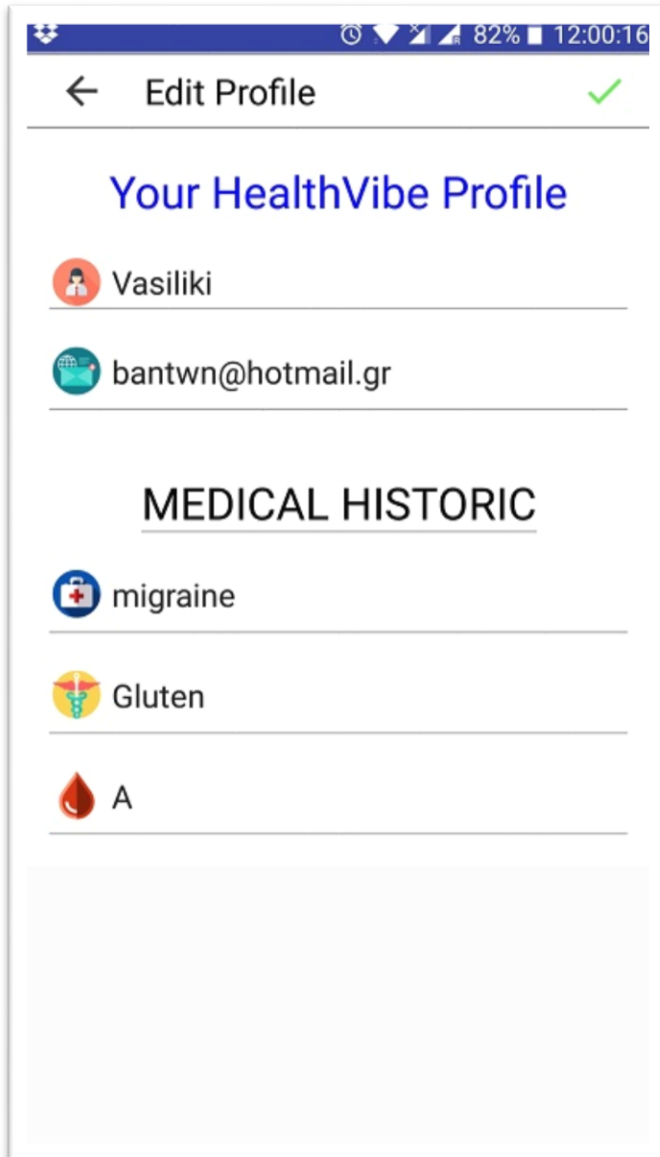 82% 12:00:16
Edit Profile
Your HealthVibe Profile
Vasiliki
bantwn@hotmail.gr
MEDICAL HISTORIC
migraine
Gluten
A